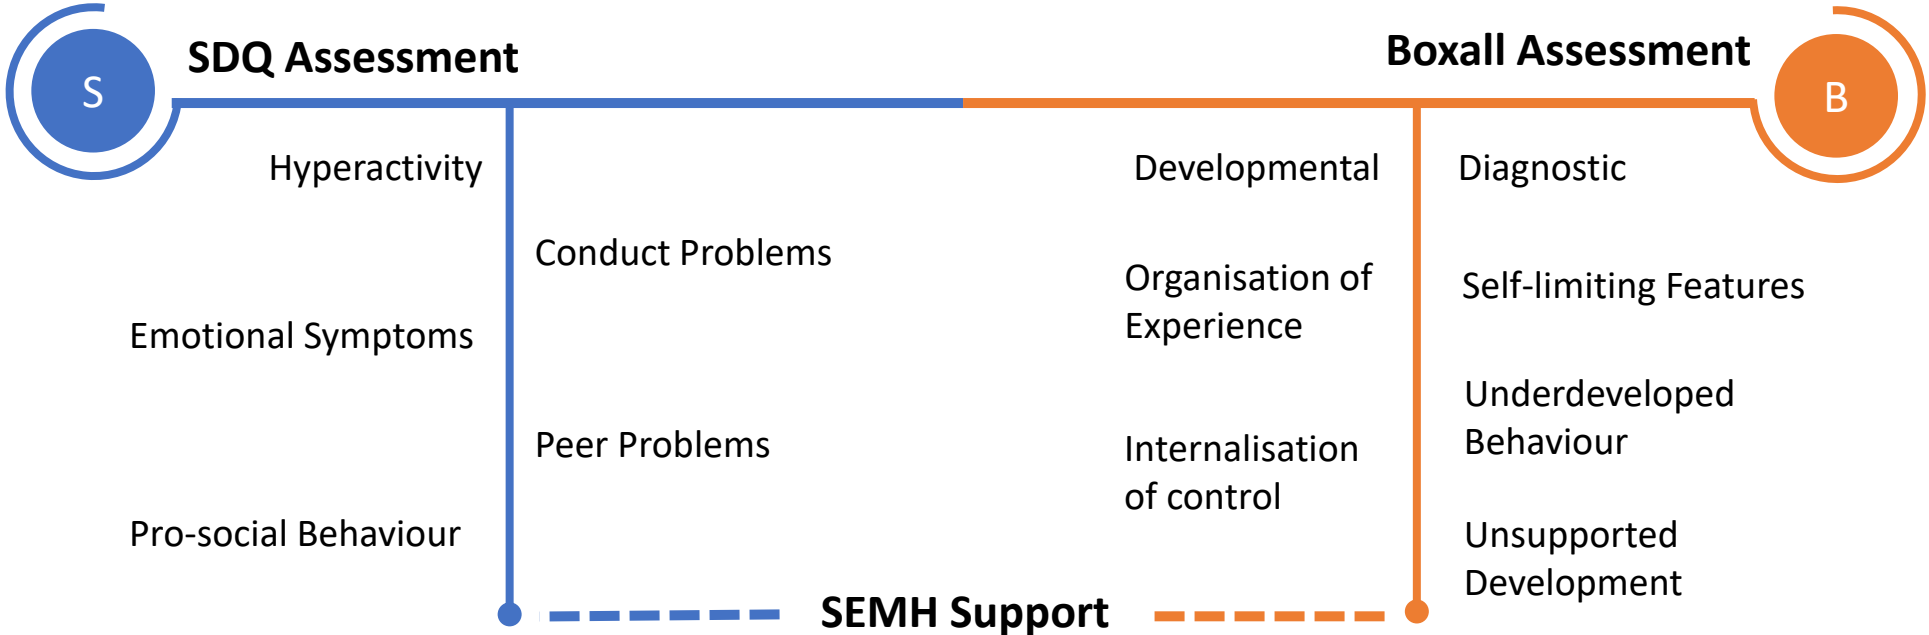 S
SDQ Assessment
Boxall Assessment
B
Hyperactivity
Conduct Problems
Emotional Symptoms
Peer Problems
Pro-social Behaviour
Developmental
Organisation of
Experience
Internalisation
of control
Diagnostic
Self-limiting Features
Underdeveloped
Behaviour
Unsupported
Development
SEMH Support